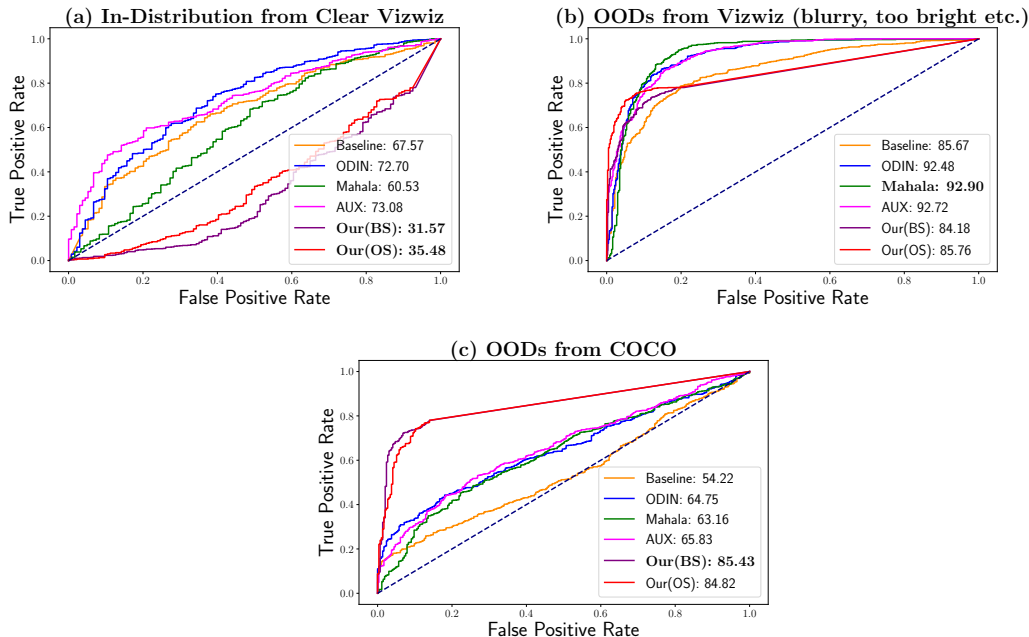 (a) In-Distribution from Clear Vizwiz
True Positive Rate
1.0
0.8
0.6
0.4
0.2
0.0
Baseline: 67.57
ODIN: 72.70
Mahala: 60.53
AUX: 73.08
Our(BS): 31.57
Our(OS): 35.48
0.0 0.2 0.4 0.6 0.8 1.0
False Positive Rate
(b) OODs from Vizwiz (blurry, too bright etc.)
True Positive Rate
1.0
0.8
0.6
0.4
0.2
0.0
Baseline: 85.67
ODIN: 92.48
Mahala: 92.90
AUX: 92.72
Our(BS): 84.18
Our(OS): 85.76
0.0 0.2 0.4 0.6 0.8 1.0
False Positive Rate
(c) OODs from COCO
True Positive Rate
1.0
0.8
0.6
0.4
0.2
0.0
Baseline: 54.22
ODIN: 64.75
Mahala: 63.16
AUX: 65.83
Our(BS): 85.43
Our(OS): 84.82
0.0 0.2 0.4 0.6 0.8 1.0
False Positive Rate